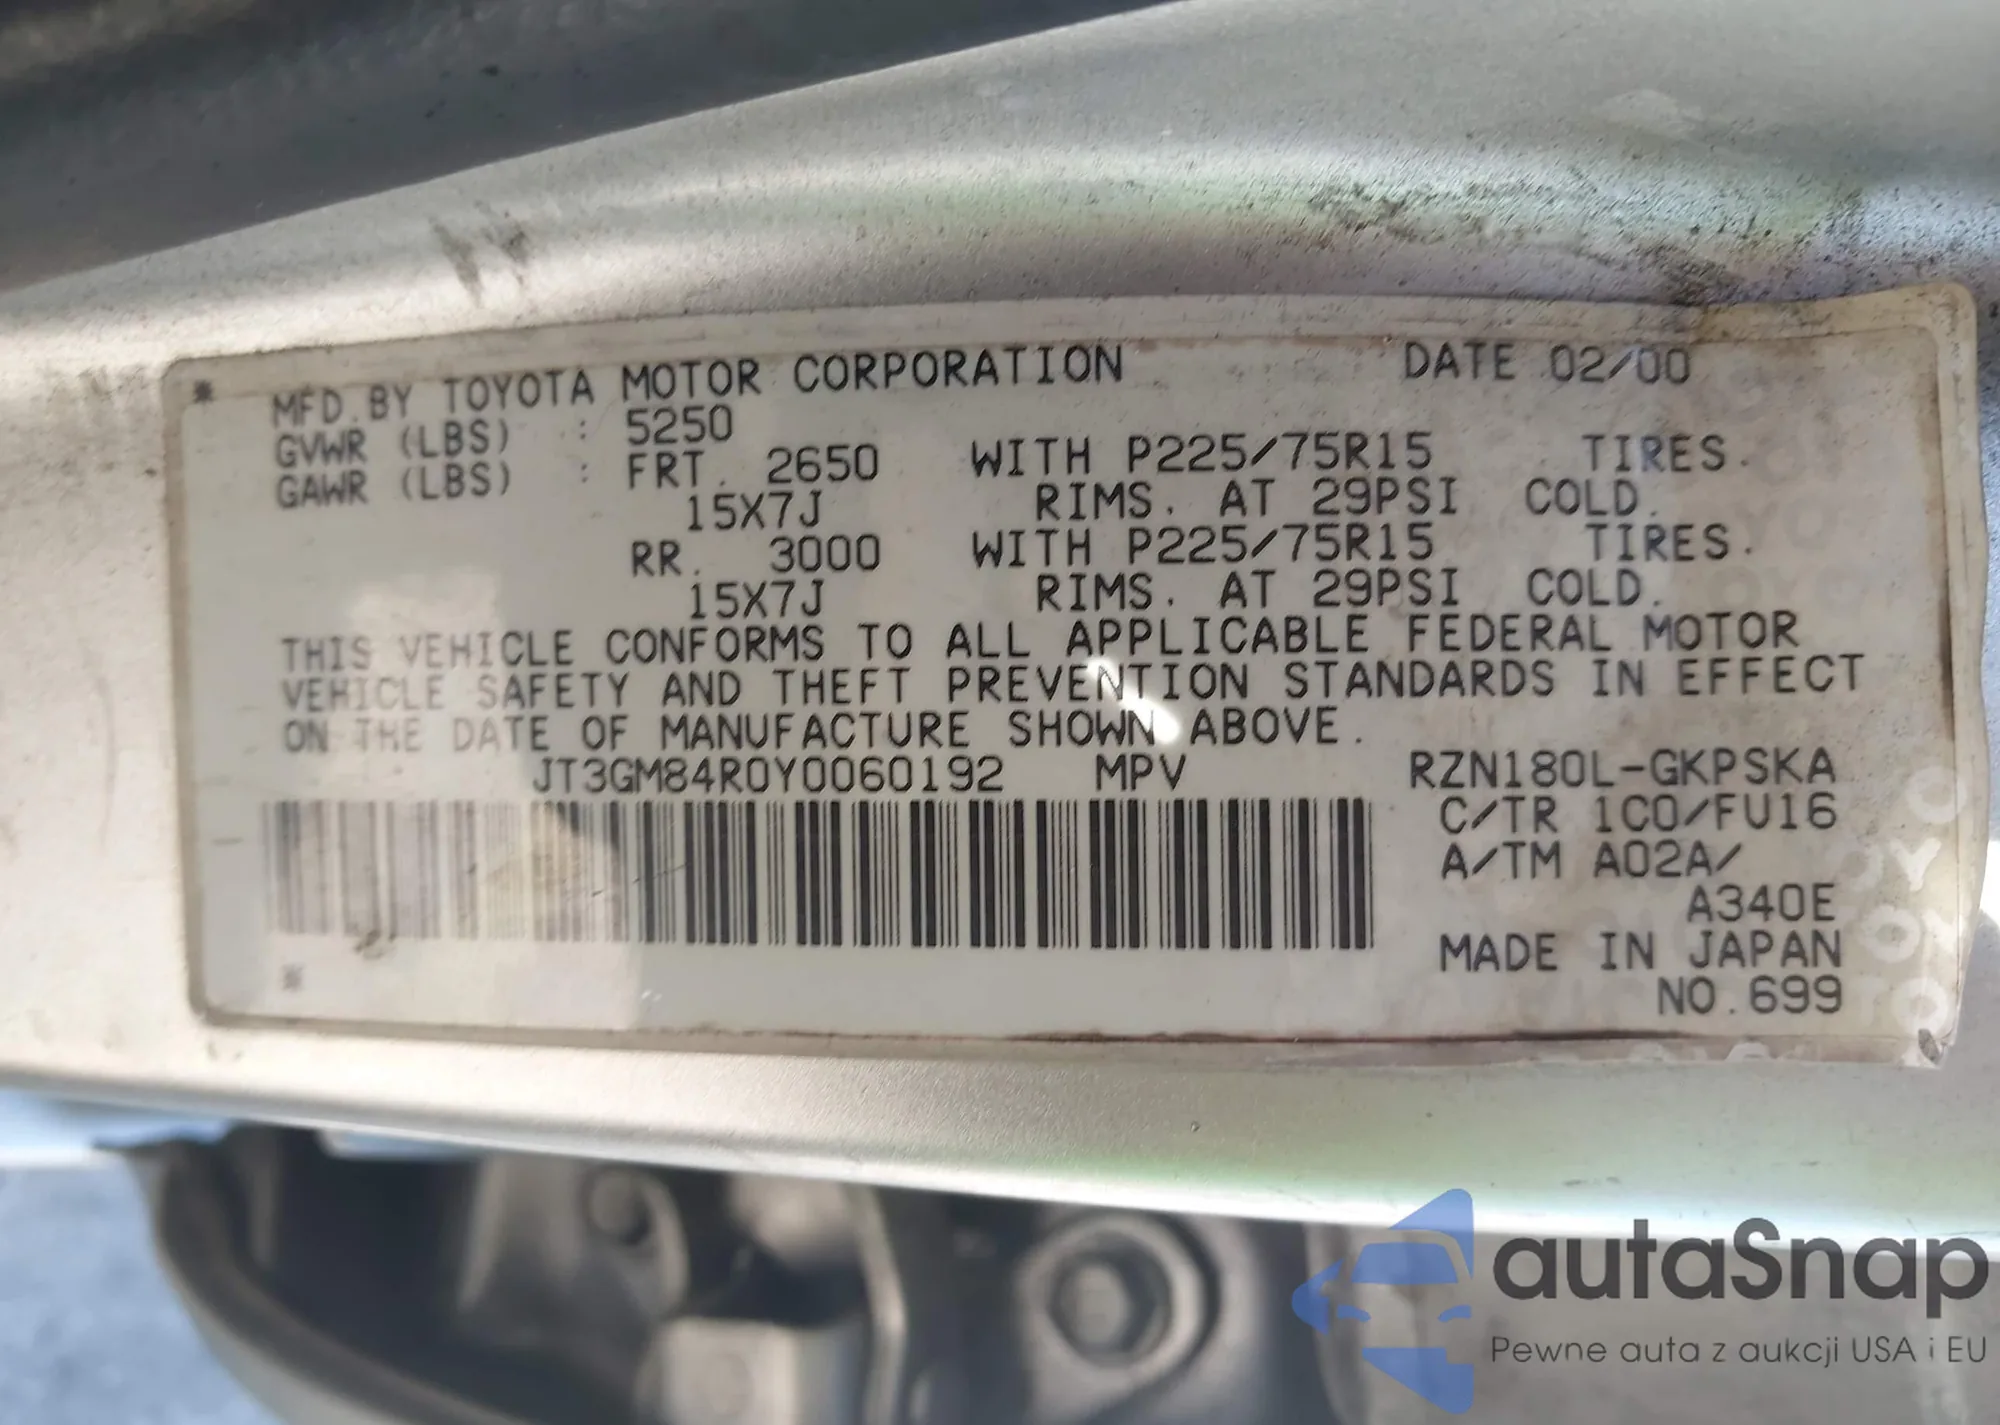 MFD. BY TOYOTA MOTOR CORPORATION DATE 02/00
GVWR (LBS) : 5250
GAWR (LBS) : FRT. 2650 WITH P225/75R15 TIRES.
15X7J RIMS. AT 29PSI COLD.
RR. 3000 WITH P225/75R15 TIRES.
15X7J RIMS. AT 29PSI COLD.
THIS VEHICLE CONFORMS TO ALL APPLICABLE FEDERAL MOTOR
VEHICLE SAFETY AND THEFT PREVENTION STANDARDS IN EFFECT
ON THE DATE OF MANUFACTURE SHOWN ABOVE.
JT3GM84R0Y0060192 MPV RZN180L-GKPSKA
C/TR 1C0/FU16
A/TM A02A/
A340E
MADE IN JAPAN
NO.699
autaSnap
Pewne auta z aukcji USA i EU